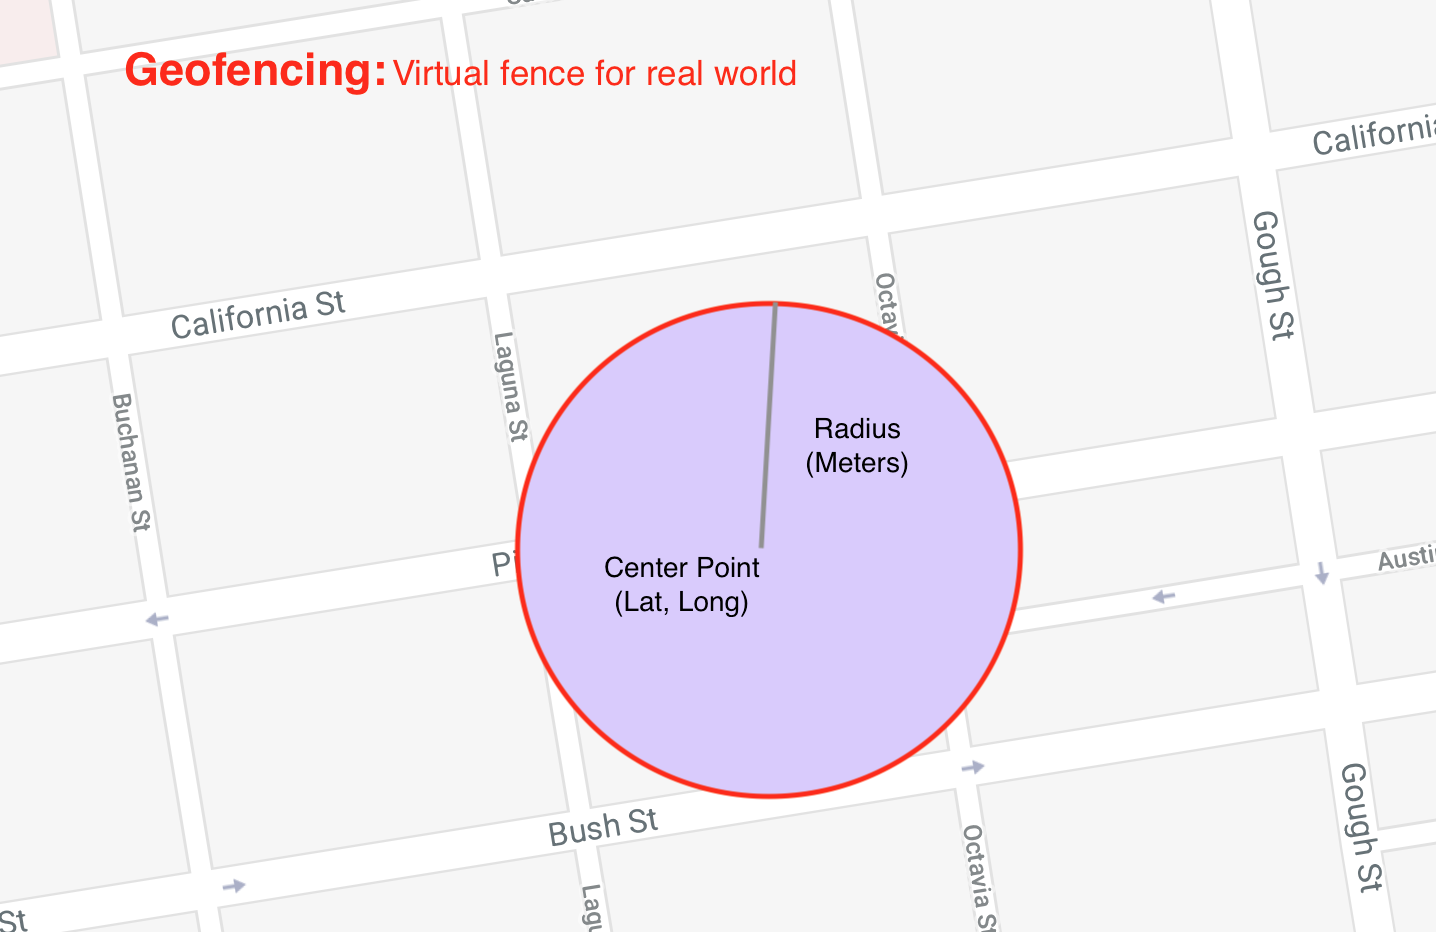 Geofencing: Virtual fence for real world
California
Gough St
California St
Octav
Laguna St
Buchanan St
Radius
(Meters)
Center Point
(Lat, Long)
Austi
Gough St
Bush St
Octavia St
Lagu
St